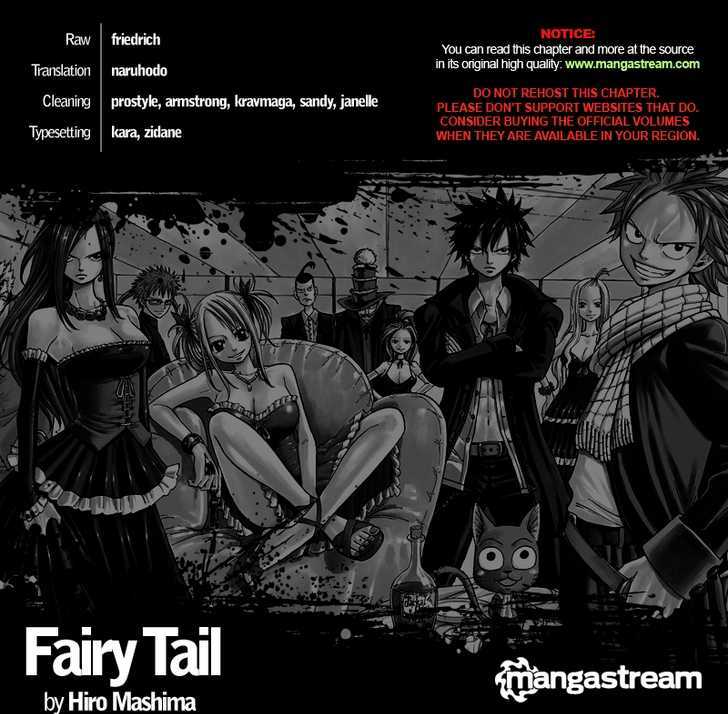 Raw friedrich
Translation naruhodo
Cleaning prostyle, armstrong, kravmaga, sandy, janelle
Typesetting kara, zidane
NOTICE:
You can read this chapter and more at the source
in its original high quality: www.mangastream.com
DO NOT REHOST THIS CHAPTER.
PLEASE DON'T SUPPORT WEBSITES THAT DO.
CONSIDER BUYING THE OFFICIAL VOLUMES
WHEN THEY ARE AVAILABLE IN YOUR REGION.
Fairy Tail
by Hiro Mashima
mangastream